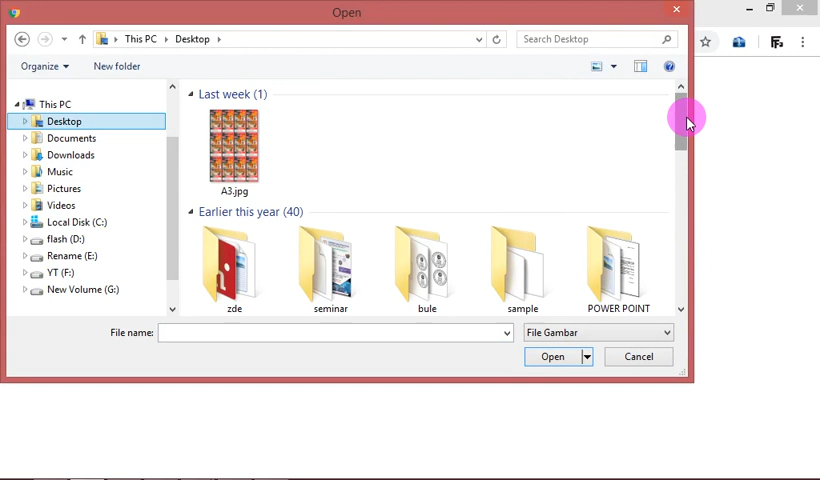 Open
This PC
Desktop
Search Desktop
Organize
New folder
This PC
Desktop
Documents
Downloads
Music
Pictures
Videos
Local Disk (C:)
flash (D:)
Rename (E:)
YT (F:)
New Volume (G:)
Last week (1)
A3.jpg
Earlier this year (40)
zde
seminar
bule
sample
POWER POINT
File name:
File Gambar
Open
Cancel